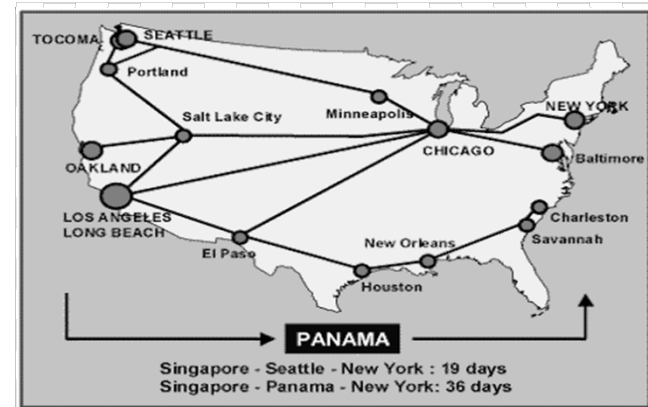 TOCOMA
SEATTLE
Portland
Minneapolis
Salt Lake City
NEW YORK
CHICAGO
Baltimore
OAKLAND
LOS ANGELES
LONG BEACH
Charleston
Savannah
New Orleans
El Paso
Houston
PANAMA
Singapore - Seattle - New York : 19 days
Singapore - Panama - New York: 36 days